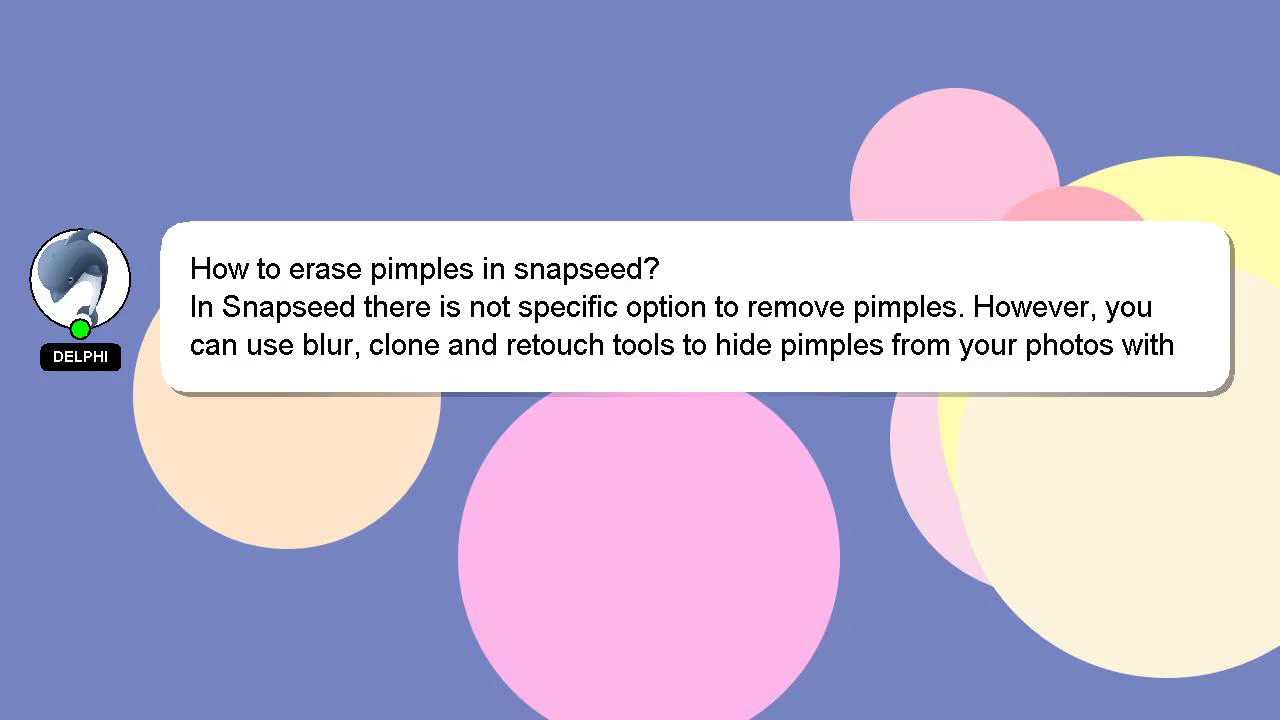 How to erase pimples in snapseed?
In Snapseed there is not specific option to remove pimples. However, you
can use blur, clone and retouch tools to hide pimples from your photos with
DELPHI